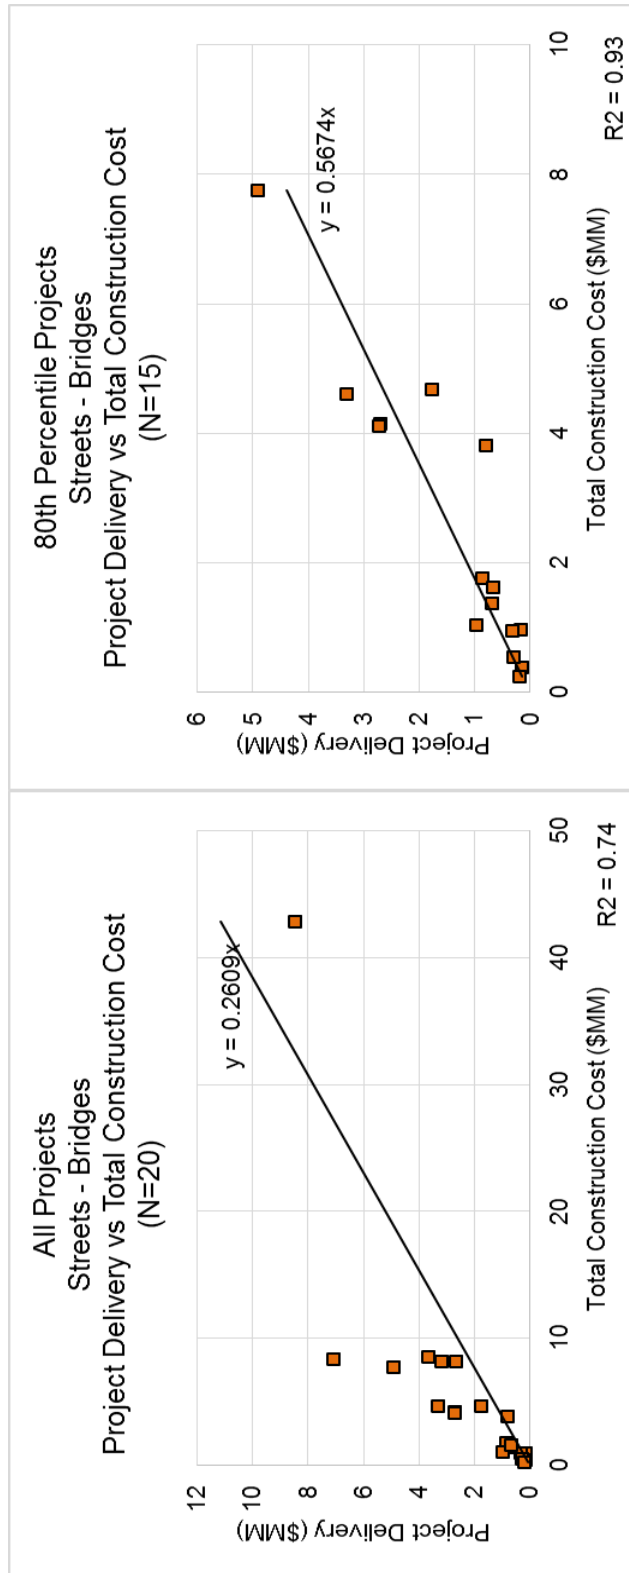 All Projects
Streets - Bridges
Project Delivery vs Total Construction Cost
(N=20)
Project Delivery ($MM)
12
10
8
6
4
2
0
y = 0.2609x
0
10
20
30
40
50
Total Construction Cost ($MM)
R2 = 0.74
80th Percentile Projects
Streets - Bridges
Project Delivery vs Total Construction Cost
(N=15)
Project Delivery ($MM)
6
5
4
3
2
1
0
y = 0.5674x
0
2
4
6
8
10
Total Construction Cost ($MM)
R2 = 0.93